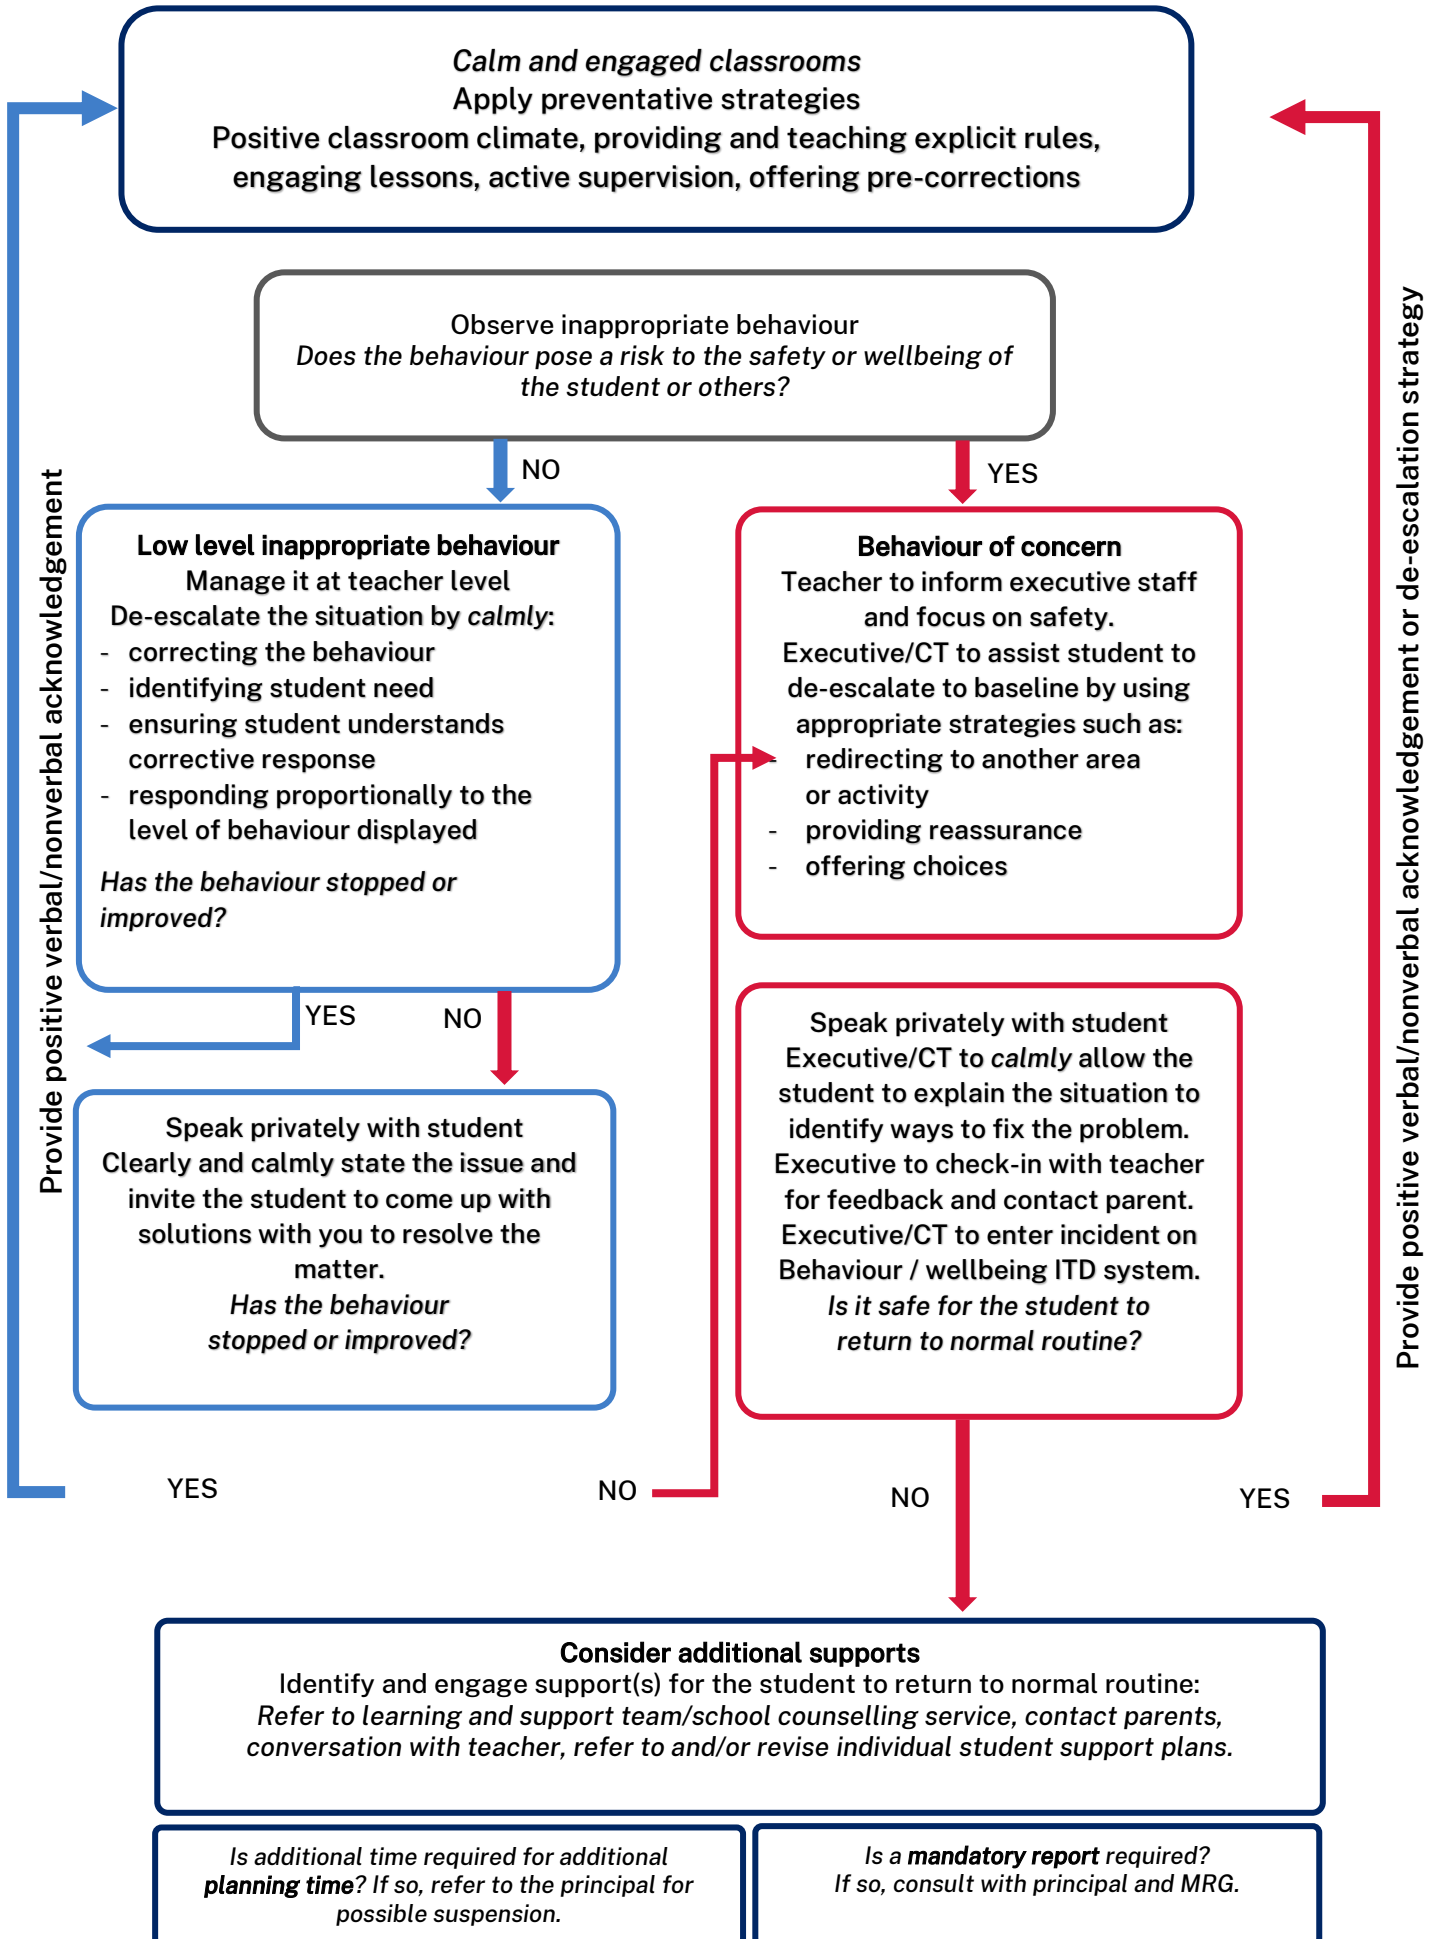 Calm and engaged classrooms
Apply preventative strategies
Positive classroom climate, providing and teaching explicit rules,
engaging lessons, active supervision, offering pre-corrections
Observe inappropriate behaviour
Does the behaviour pose a risk to the safety or wellbeing of
the student or others?
NO
YES
Provide positive verbal/nonverbal acknowledgement
Low level inappropriate behaviour
Manage it at teacher level
De-escalate the situation by calmly:
- correcting the behaviour
- identifying student need
- ensuring student understands
corrective response
- responding proportionally to the
level of behaviour displayed
Has the behaviour stopped or
improved?
YES
NO
Speak privately with student
Clearly and calmly state the issue and
invite the student to come up with
solutions with you to resolve the
matter.
Has the behaviour
stopped or improved?
YES
NO
Behaviour of concern
Teacher to inform executive staff
and focus on safety.
Executive/CT to assist student to
de-escalate to baseline by using
appropriate strategies such as:
- redirecting to another area
or activity
- providing reassurance
- offering choices
Speak privately with student
Executive/CT to calmly allow the
student to explain the situation to
identify ways to fix the problem.
Executive to check-in with teacher
for feedback and contact parent.
Executive/CT to enter incident on
Behaviour / wellbeing ITD system.
Is it safe for the student to
return to normal routine?
NO
YES
Provide positive verbal/nonverbal acknowledgement or de-escalation strategy
Consider additional supports
Identify and engage support(s) for the student to return to normal routine:
Refer to learning and support team/school counselling service, contact parents,
conversation with teacher, refer to and/or revise individual student support plans.
Is additional time required for additional
planning time? If so, refer to the principal for
possible suspension.
Is a mandatory report required?
If so, consult with principal and MRG.